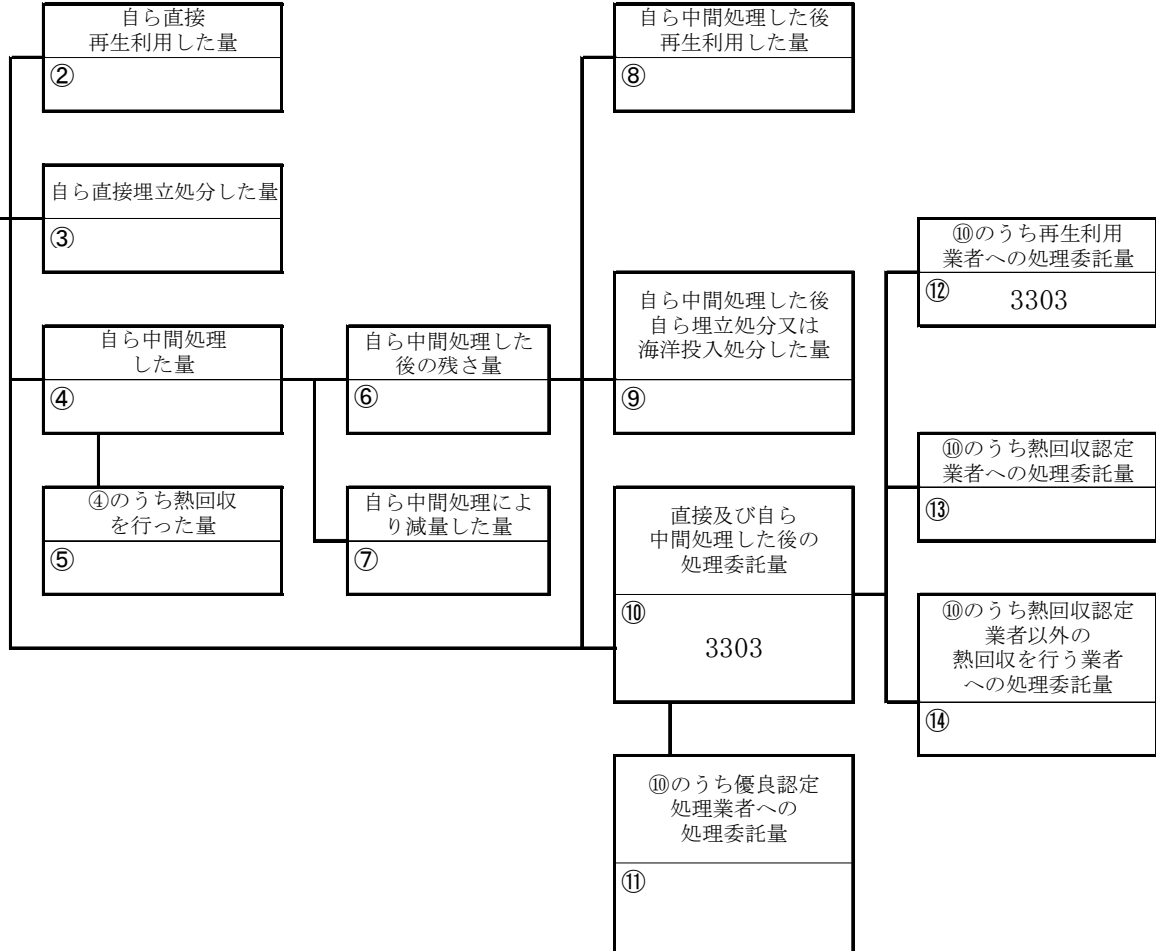 自ら直接
再生利用した量
②
自ら中間処理した後
再生利用した量
⑧
自ら直接埋立処分した量
③
⑩のうち再生利用
業者への処理委託量
⑫ 3303
自ら中間処理
した量
④
自ら中間処理した
後の残さ量
⑥
自ら中間処理した後
自ら埋立処分又は
海洋投入処分した量
⑨
⑩のうち熱回収認定
業者への処理委託量
⑬
④のうち熱回収
を行った量
⑤
自ら中間処理によ
り減量した量
⑦
直接及び自ら
中間処理した後の
処理委託量
⑩
3303
⑩のうち熱回収認定
業者以外の
熱回収を行う業者
への処理委託量
⑭
⑩のうち優良認定
処理業者への
処理委託量
⑪